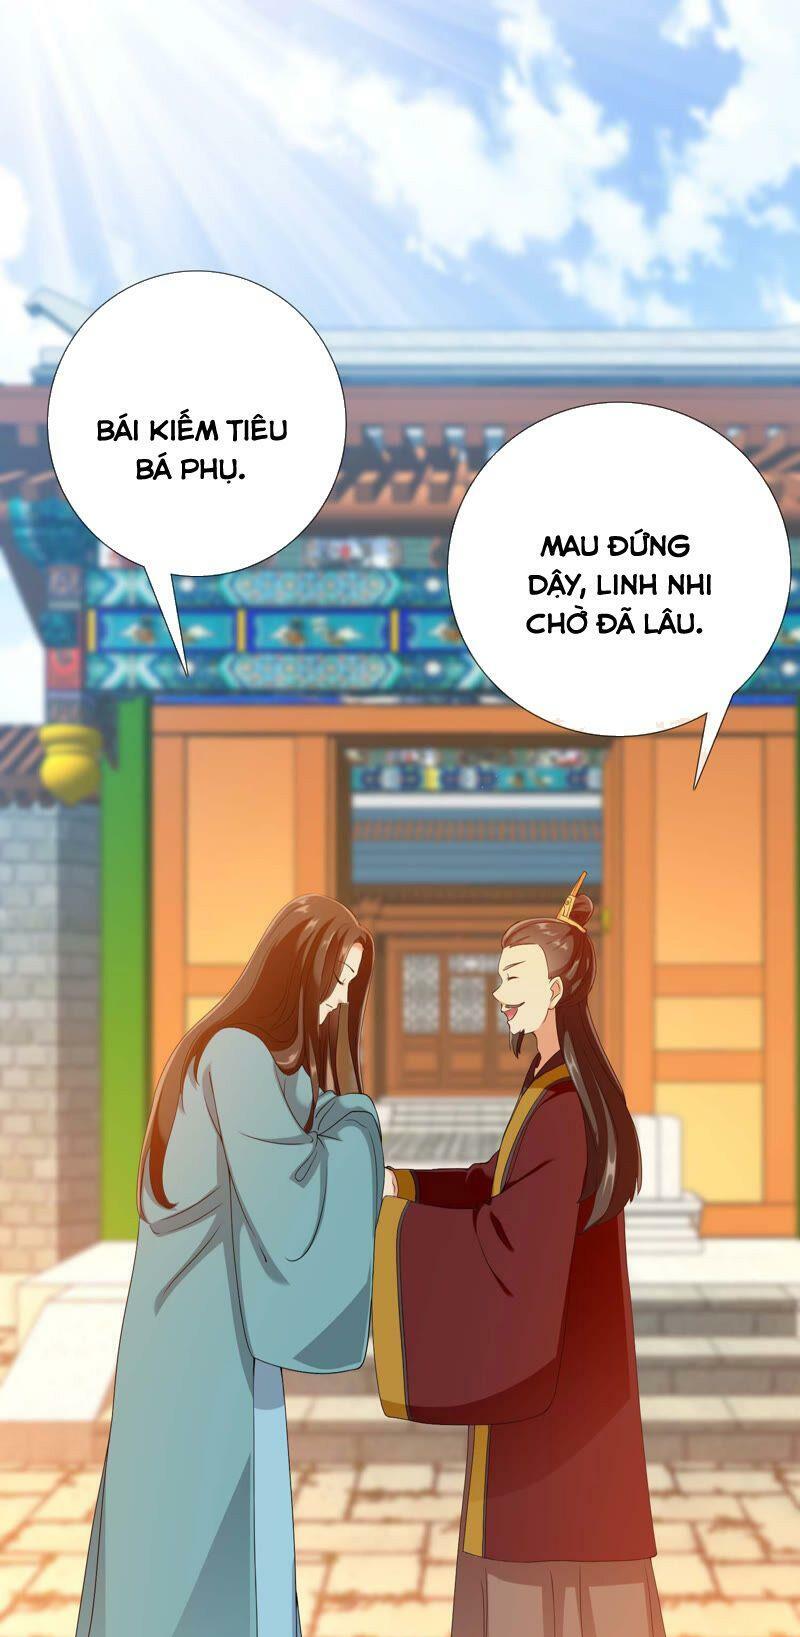 BÁI KIẾM TIÊU
BÁ PHỤ.
MAU ĐỨNG
DẬY, LINH NHI
CHỜ ĐÃ LÂU.